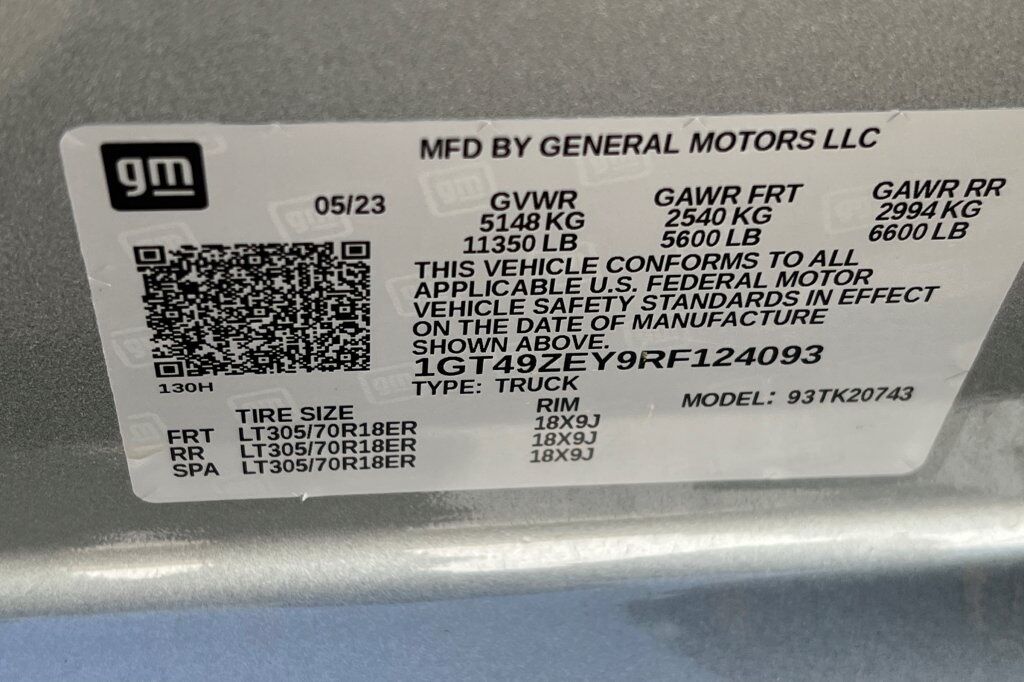 gm
MFD BY GENERAL MOTORS LLC
05/23
GVWR GAWR FRT GAWR RR
5148 KG 2540 KG 2994 KG
11350 LB 5600 LB 6600 LB
THIS VEHICLE CONFORMS TO ALL
APPLICABLE U.S. FEDERAL MOTOR
VEHICLE SAFETY STANDARDS IN EFFECT
ON THE DATE OF MANUFACTURE
SHOWN ABOVE.
1GT49ZEY9RF124093
130H
TYPE: TRUCK
MODEL: 93TK20743
TIRE SIZE RIM
FRT LT305/70R18ER 18X9J
RR LT305/70R18ER 18X9J
SPA LT305/70R18ER 18X9J